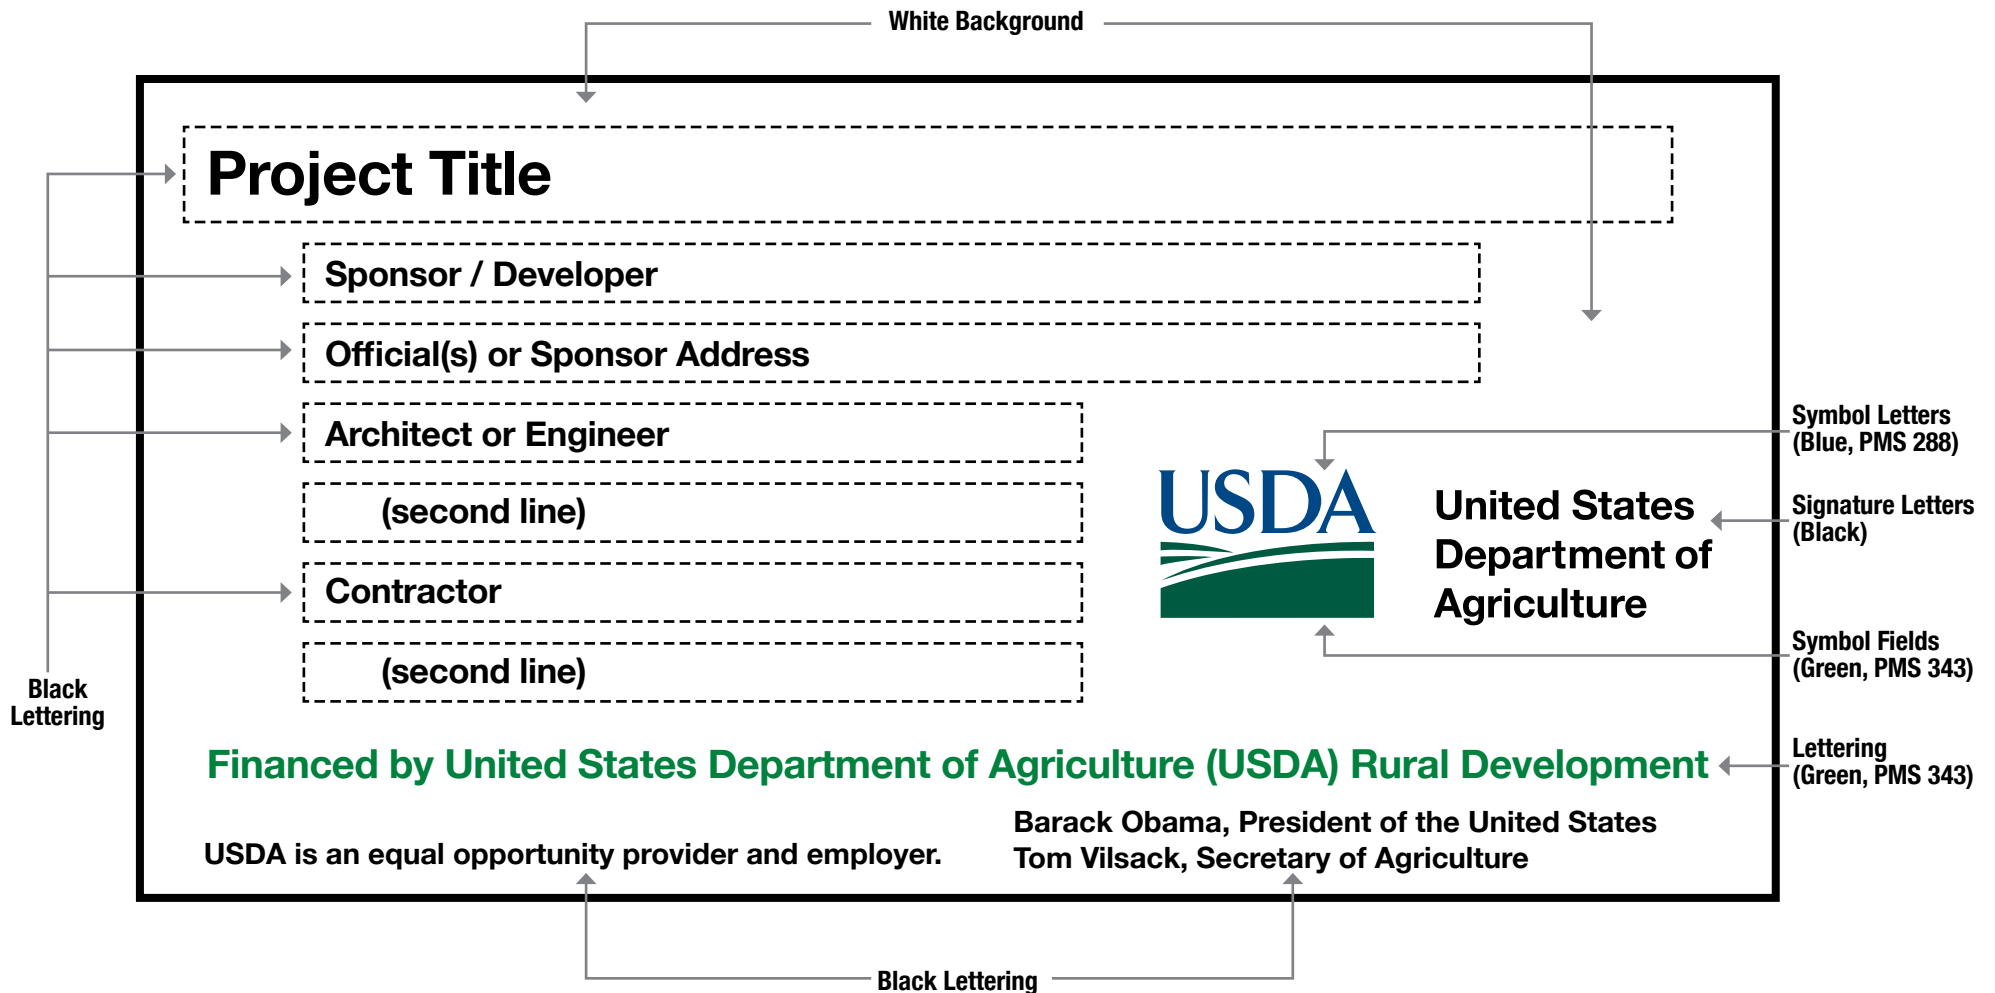 White Background
Project Title
Sponsor / Developer
Official(s) or Sponsor Address
Architect or Engineer
(second line)
Contractor
(second line)
Black
Lettering
USDA
United States
Department of
Agriculture
Symbol Letters
(Blue, PMS 288)
Signature Letters
(Black)
Symbol Fields
(Green, PMS 343)
Financed by United States Department of Agriculture (USDA) Rural Development
Lettering
(Green, PMS 343)
USDA is an equal opportunity provider and employer.
Barack Obama, President of the United States
Tom Vilsack, Secretary of Agriculture
Black Lettering